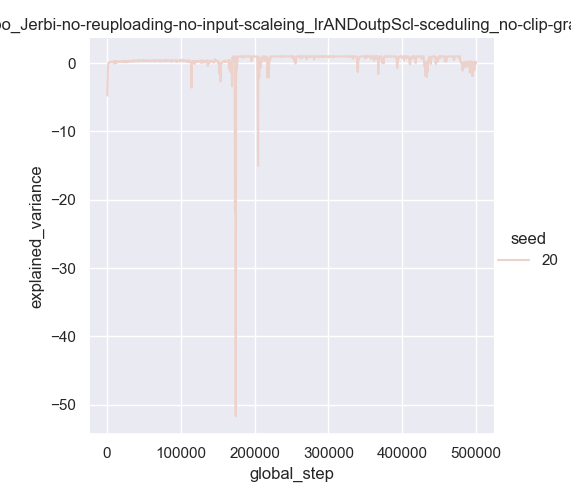 oo_Jerbi-no-reuploading-no-input-scaleing_lrANDoutpScl-sceduling_no-clip-gra
0
−10
−20
−30
−40
−50
explained_variance
0 100000 200000 300000 400000 500000
global_step
seed
20